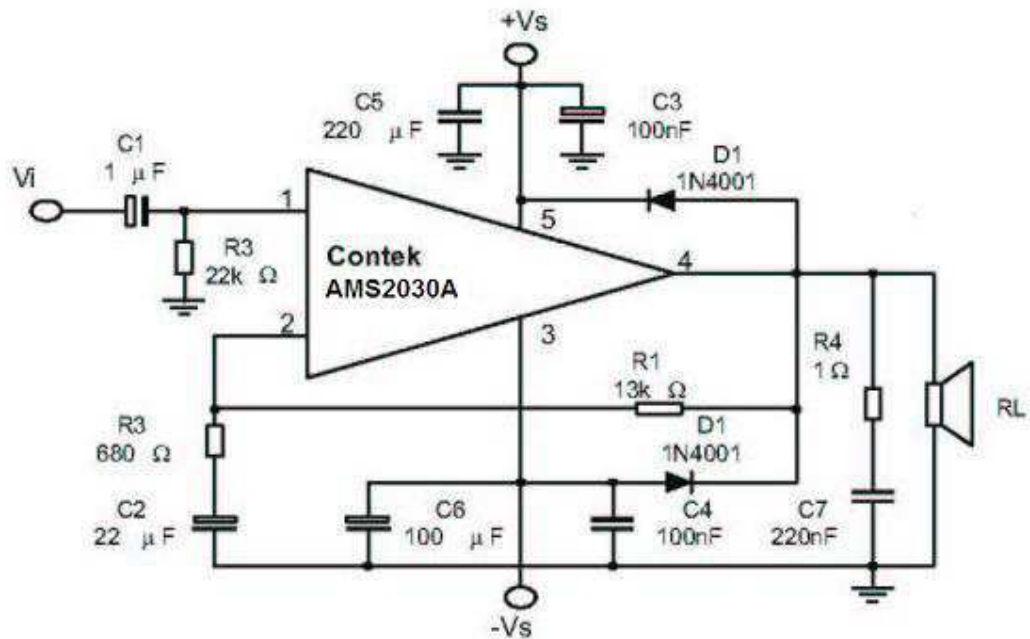 +Vs
C5
220 μF
C3
100nF
C1
1 μF
D1
1N4001
Vi
1
5
R3
22k Ω
Contek
AMS2030A
4
2
3
R1
13k Ω
R4
1Ω
RL
R3
680 Ω
D1
1N4001
C2
22 μF
C6
100 μF
C4
100nF
C7
220nF
-Vs